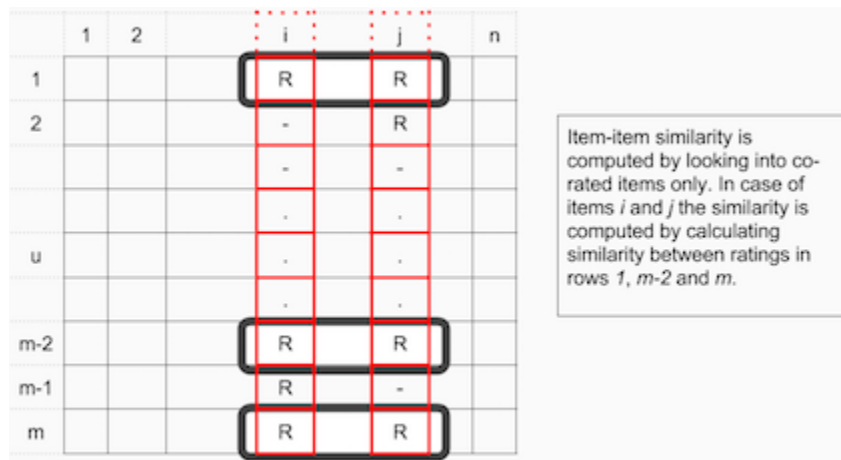 1 2 i j n
1 R R
2 - R
- -
. .
u . .
. .
m-2 R R
m-1 R -
m R R
Item-item similarity is
computed by looking into co-
rated items only. In case of
items i and j the similarity is
computed by calculating
similarity between ratings in
rows 1, m-2 and m.